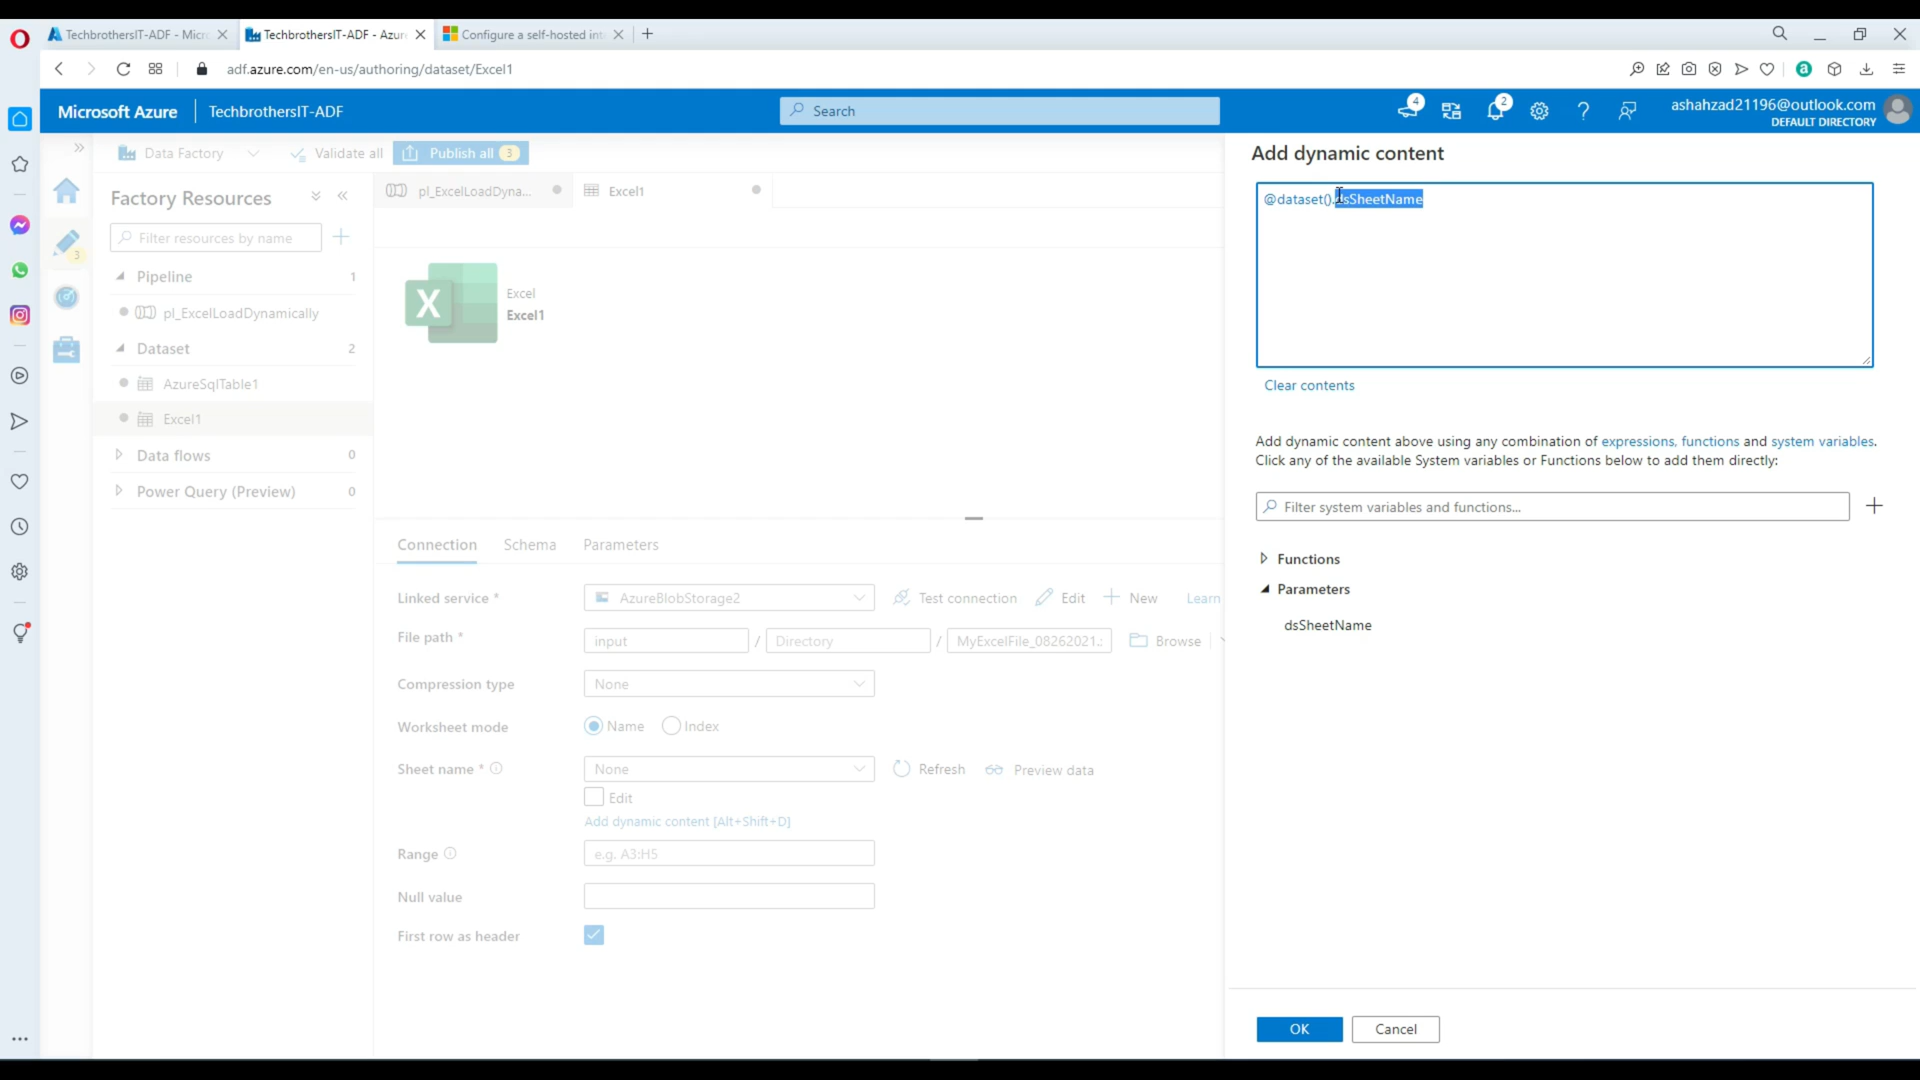 TechbrothersIT-ADF - Micr
TechbrothersIT-ADF - Azur
Configure a self-hosted int
adf.azure.com/en-us/authoring/dataset/Excel1
Microsoft Azure
TechbrothersIT-ADF
Search
4
2
ashahzad21196@outlook.com
DEFAULT DIRECTORY
Data Factory
Validate all
Publish all 3
Factory Resources
Filter resources by name
3
Pipeline 1
pl_ExcelLoadDynamically
Dataset 2
AzureSqlTable1
Excel1
Data flows 0
Power Query (Preview) 0
pl_ExcelLoadDyna...
Excel1
X
Excel
Excel1
Connection
Schema
Parameters
Linked service *
AzureBlobStorage2
Test connection
Edit
New
Learn
File path *
input / Directory / MyExcelFile_08262021.
Browse
Compression type
None
Worksheet mode
Name
Index
Sheet name *
None
Refresh
Preview data
Edit
Add dynamic content [Alt+Shift+D]
Range
e.g. A3:H5
Null value
First row as header
Add dynamic content
@dataset().dsSheetName
Clear contents
Add dynamic content above using any combination of expressions, functions and system variables.
Click any of the available System variables or Functions below to add them directly:
Filter system variables and functions...
Functions
Parameters
dsSheetName
OK
Cancel